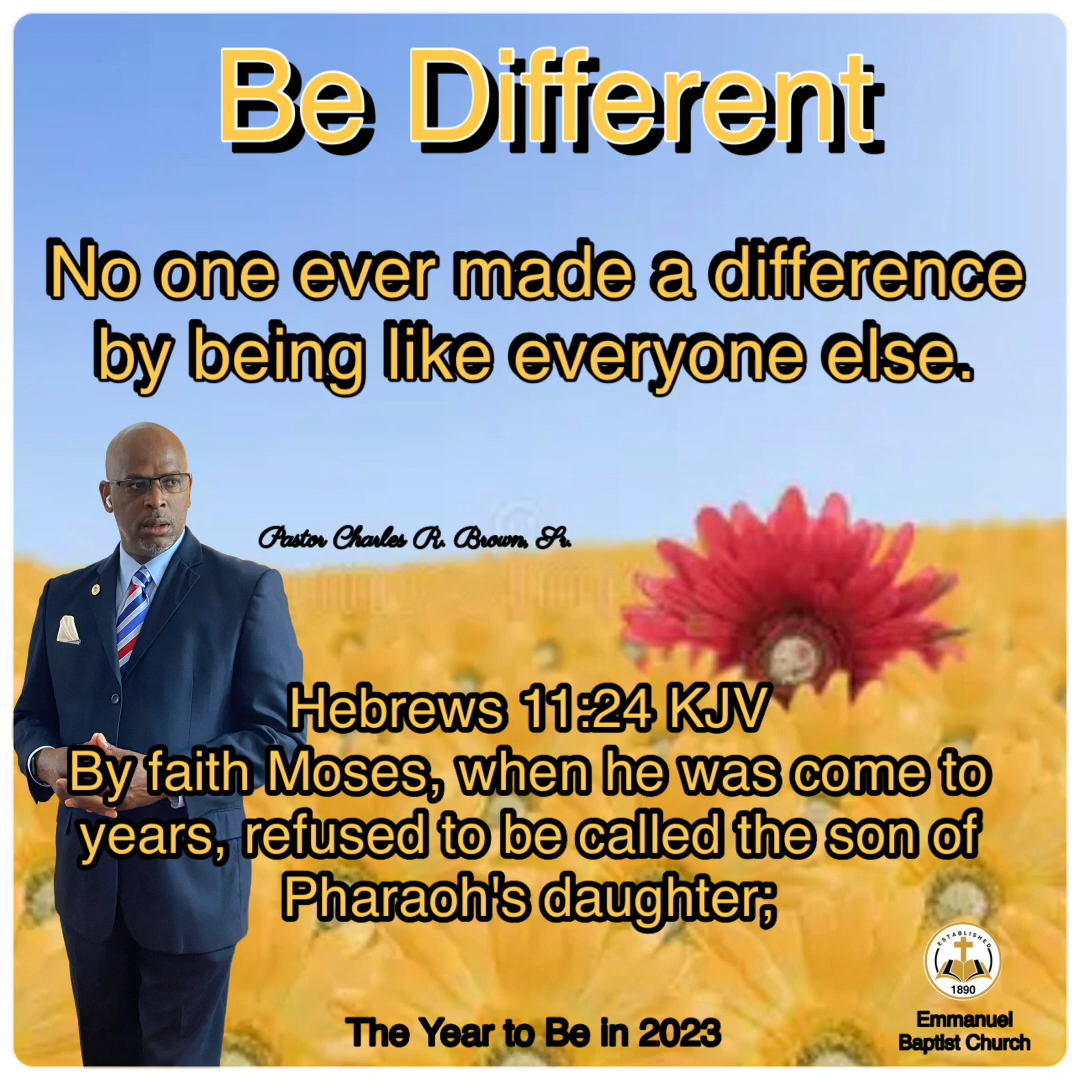 Be Different
No one ever made a difference
by being like everyone else.
Pastor Charles R. Brown, Sr.
Hebrews 11:24 KJV
By faith Moses, when he was come to
years, refused to be called the son of
Pharaoh's daughter;
ESTABLISHED
1890
Emmanuel
Baptist Church
The Year to Be in 2023